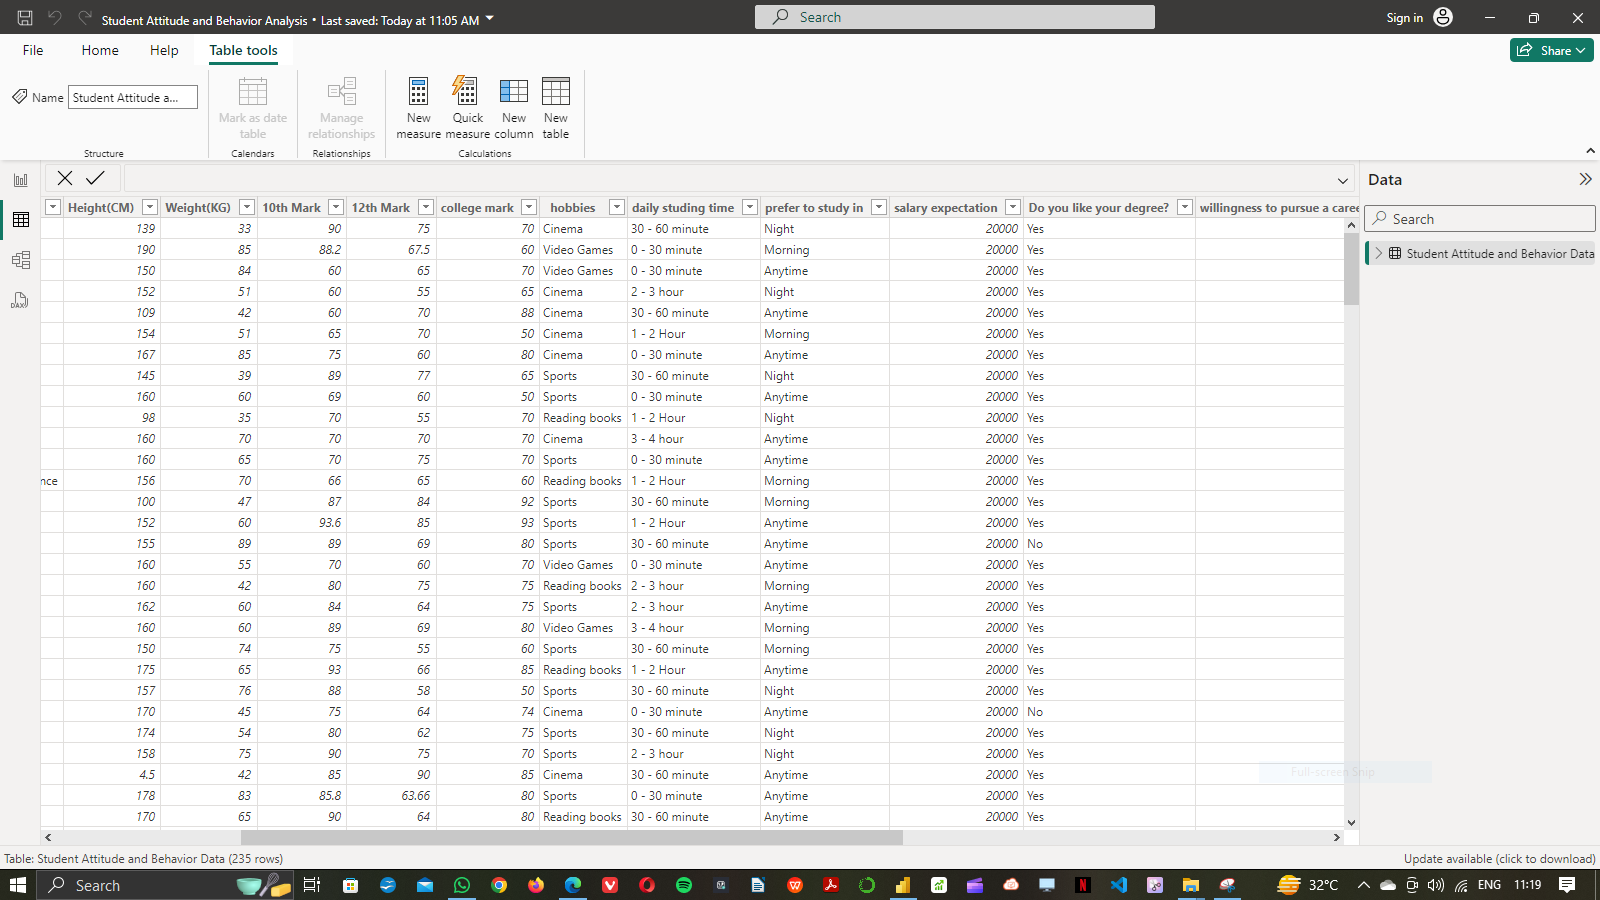 Student Attitude and Behavior Analysis • Last saved: Today at 11:05 AM
Search
Sign in
File Home Help Table tools
Share
Name Student Attitude a...
Mark as date table
Manage relationships
New measure
Quick measure
New column
New table
Structure Calendars Relationships Calculations
Data
Search
Student Attitude and Behavior Data
Height(CM) Weight(KG) 10th Mark 12th Mark college mark hobbies daily studing time prefer to study in salary expectation Do you like your degree? willingness to pursue a caree
139 33 90 75 70 Cinema 30 - 60 minute Night 20000 Yes
190 85 88.2 67.5 60 Video Games 0 - 30 minute Morning 20000 Yes
150 84 60 65 70 Video Games 0 - 30 minute Anytime 20000 Yes
152 51 60 55 65 Cinema 2 - 3 hour Night 20000 Yes
109 42 60 70 88 Cinema 30 - 60 minute Anytime 20000 Yes
154 51 65 70 50 Cinema 1 - 2 Hour Morning 20000 Yes
167 85 75 60 80 Cinema 0 - 30 minute Anytime 20000 Yes
145 39 89 77 65 Sports 30 - 60 minute Night 20000 Yes
160 60 69 60 50 Sports 0 - 30 minute Anytime 20000 Yes
98 35 70 55 70 Reading books 1 - 2 Hour Night 20000 Yes
160 70 70 70 70 Cinema 3 - 4 hour Anytime 20000 Yes
160 65 70 75 70 Sports 0 - 30 minute Anytime 20000 Yes
nce 156 70 66 65 60 Reading books 1 - 2 Hour Morning 20000 Yes
100 47 87 84 92 Sports 30 - 60 minute Morning 20000 Yes
152 60 93.6 85 93 Sports 1 - 2 Hour Anytime 20000 Yes
155 89 89 69 80 Sports 30 - 60 minute Anytime 20000 No
160 55 70 60 70 Video Games 0 - 30 minute Anytime 20000 Yes
160 42 80 75 75 Reading books 2 - 3 hour Morning 20000 Yes
162 60 84 64 75 Sports 2 - 3 hour Anytime 20000 Yes
160 60 89 69 80 Video Games 3 - 4 hour Morning 20000 Yes
150 74 75 55 60 Sports 30 - 60 minute Morning 20000 Yes
175 65 93 66 85 Reading books 1 - 2 Hour Anytime 20000 Yes
157 76 88 58 50 Sports 30 - 60 minute Night 20000 Yes
170 45 75 64 74 Cinema 0 - 30 minute Anytime 20000 No
174 54 80 62 75 Sports 30 - 60 minute Night 20000 Yes
158 75 90 75 70 Sports 2 - 3 hour Night 20000 Yes
4.5 42 85 90 85 Cinema 30 - 60 minute Anytime 20000 Yes
Full-screen Snip
178 83 85.8 63.66 80 Sports 0 - 30 minute Anytime 20000 Yes
170 65 90 64 80 Reading books 30 - 60 minute Anytime 20000 Yes
Table: Student Attitude and Behavior Data (235 rows)
Update available (click to download)
Search
32°C
ENG
11:19